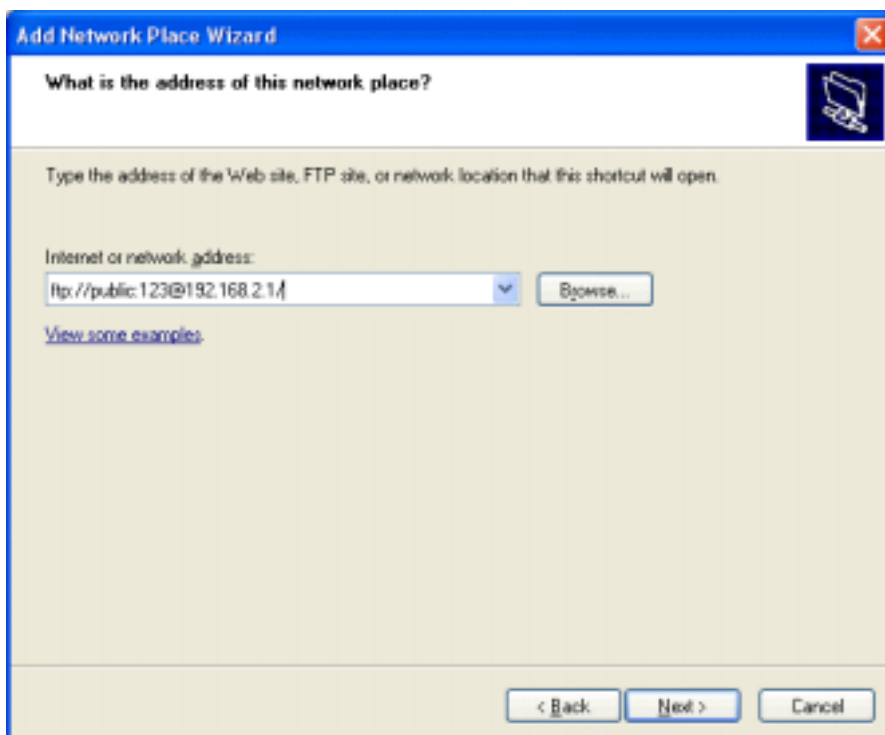 Add Network Place Wizard
What is the address of this network place?
Type the address of the Web site, FTP site, or network location that this shortcut will open.
Internet or network address:
ftp://public:123@192.168.2.1/
Browse...
View some examples.
< Back
Next >
Cancel